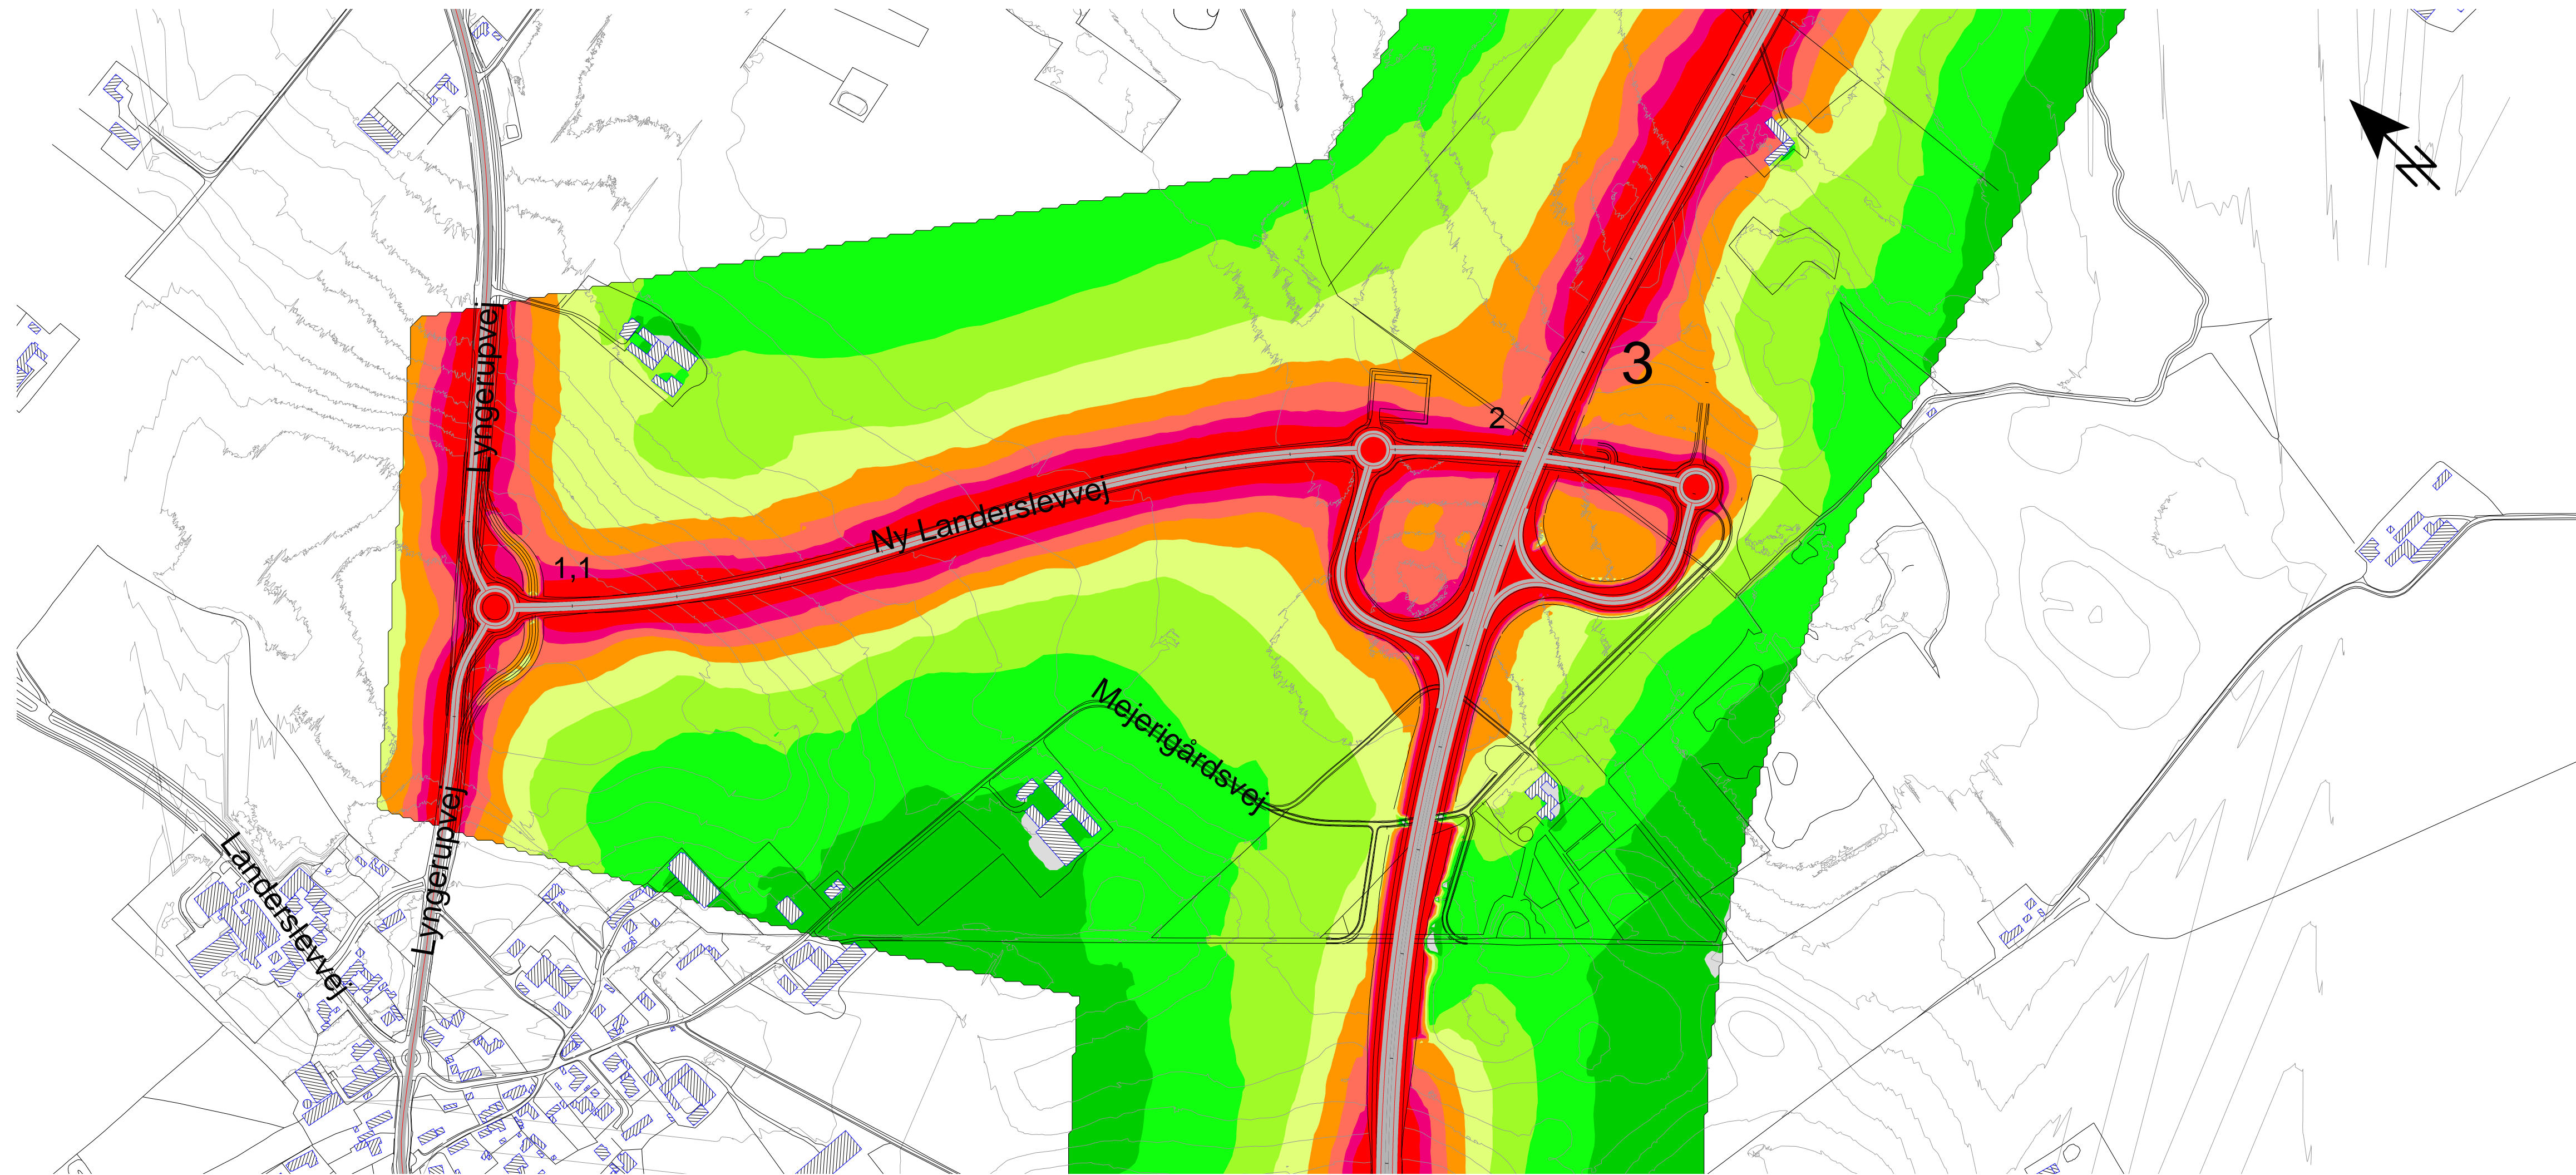 N
Lyngerupvej
3
2
Ny Landerslevvej
1,1
Mejerigårdsvej
Lyngerupvej
Landerslevvej